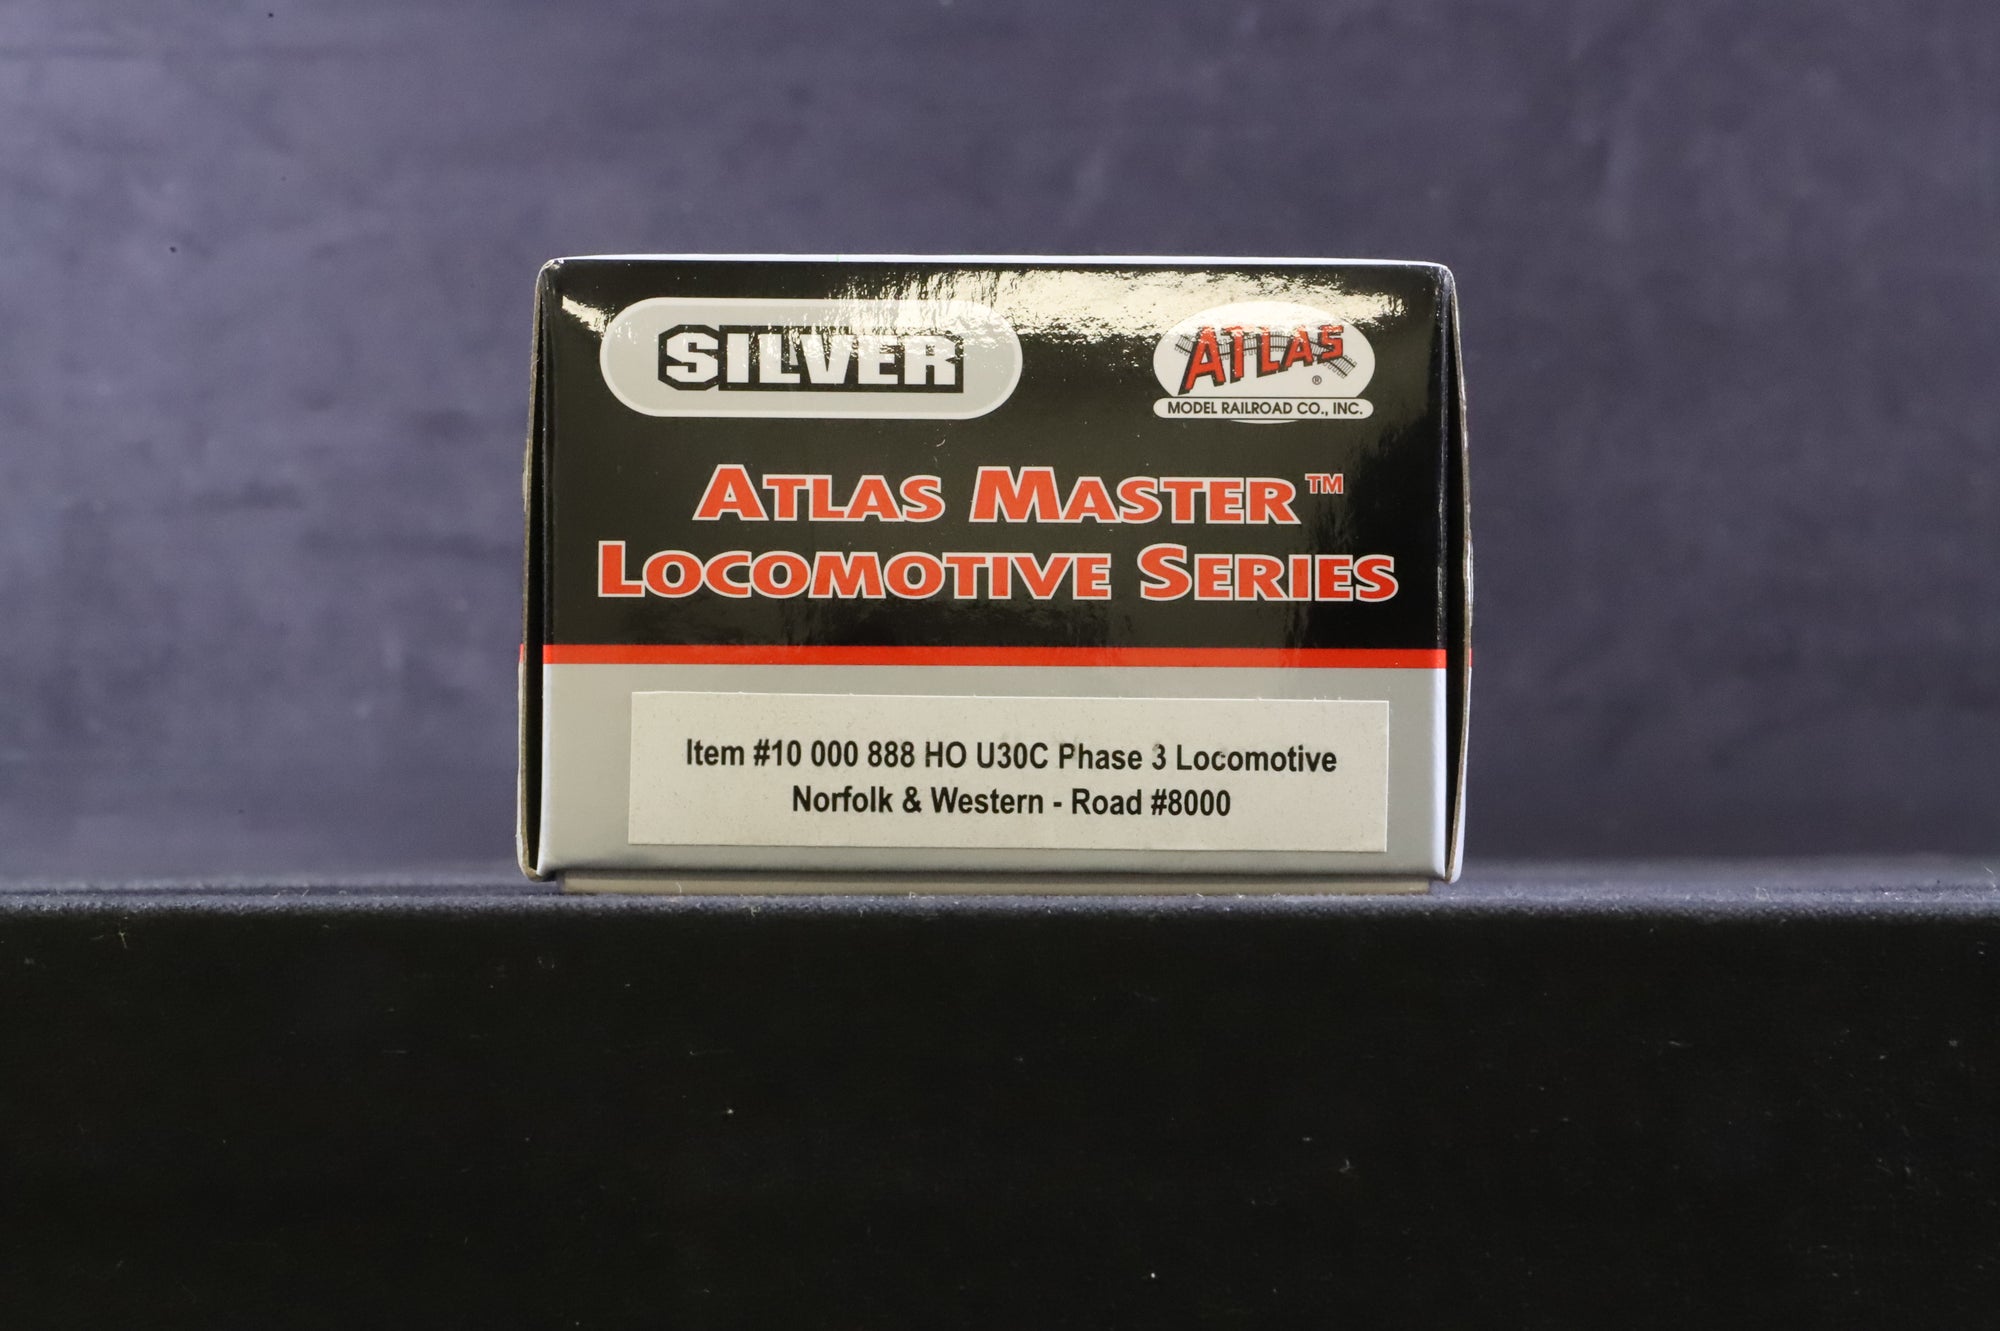 SILVER
ATLAS
®
MODEL RAILROAD CO., INC.
ATLAS MASTER™
LOCOMOTIVE SERIES
Item #10 000 888 HO U30C Phase 3 Locomotive
Norfolk & Western - Road #8000